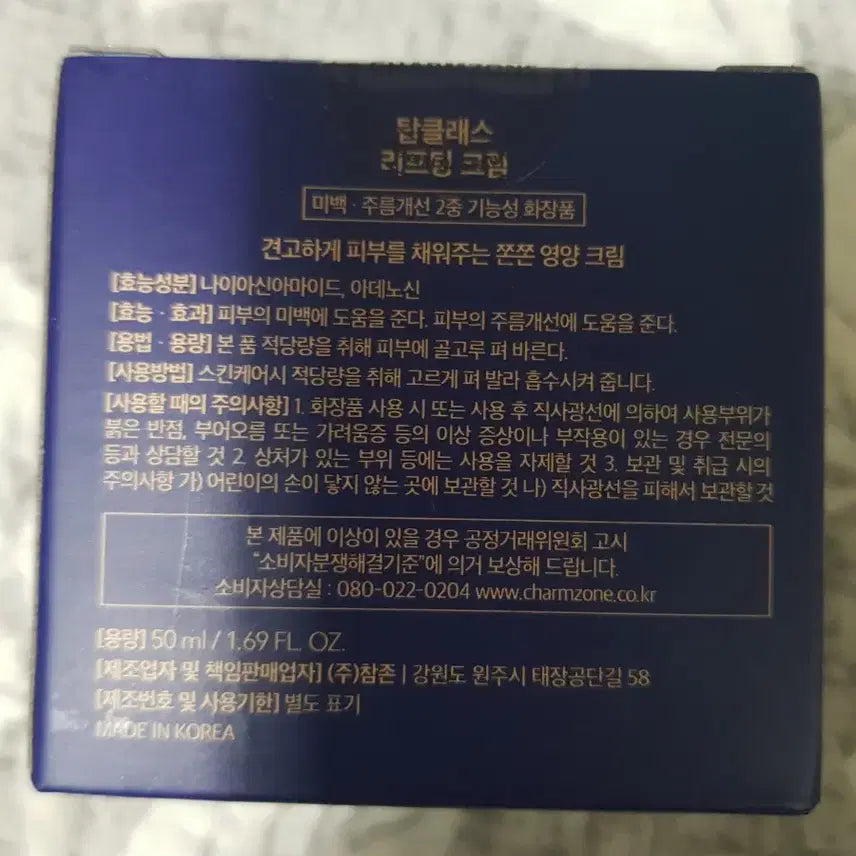 탑클래스
리프팅 크림
미백 · 주름개선 2중 기능성 화장품
견고하게 피부를 채워주는 쫀쫀 영양 크림
[효능성분] 나이아신아마이드, 아데노신
[효능 · 효과] 피부의 미백에 도움을 준다. 피부의 주름개선에 도움을 준다.
[용법 · 용량] 본 품 적당량을 취해 피부에 골고루 펴 바른다.
[사용방법] 스킨케어시 적당량을 취해 고르게 펴 발라 흡수시켜 줍니다.
[사용할 때의 주의사항] 1. 화장품 사용 시 또는 사용 후 직사광선에 의하여 사용부위가
붉은 반점, 부어오름 또는 가려움증 등의 이상 증상이나 부작용이 있는 경우 전문의
등과 상담할 것 2. 상처가 있는 부위 등에는 사용을 자제할 것 3. 보관 및 취급 시의
주의사항 가) 어린이의 손이 닿지 않는 곳에 보관할 것 나) 직사광선을 피해서 보관할 것
본 제품에 이상이 있을 경우 공정거래위원회 고시
"소비자분쟁해결기준"에 의거 보상해 드립니다.
소비자상담실 : 080-022-0204 www.charmzone.co.kr
[용량] 50 ml / 1.69 FL. OZ.
[제조업자 및 책임판매업자] (주)참존 | 강원도 원주시 태장공단길 58
[제조번호 및 사용기한] 별도 표기
MADE IN KOREA